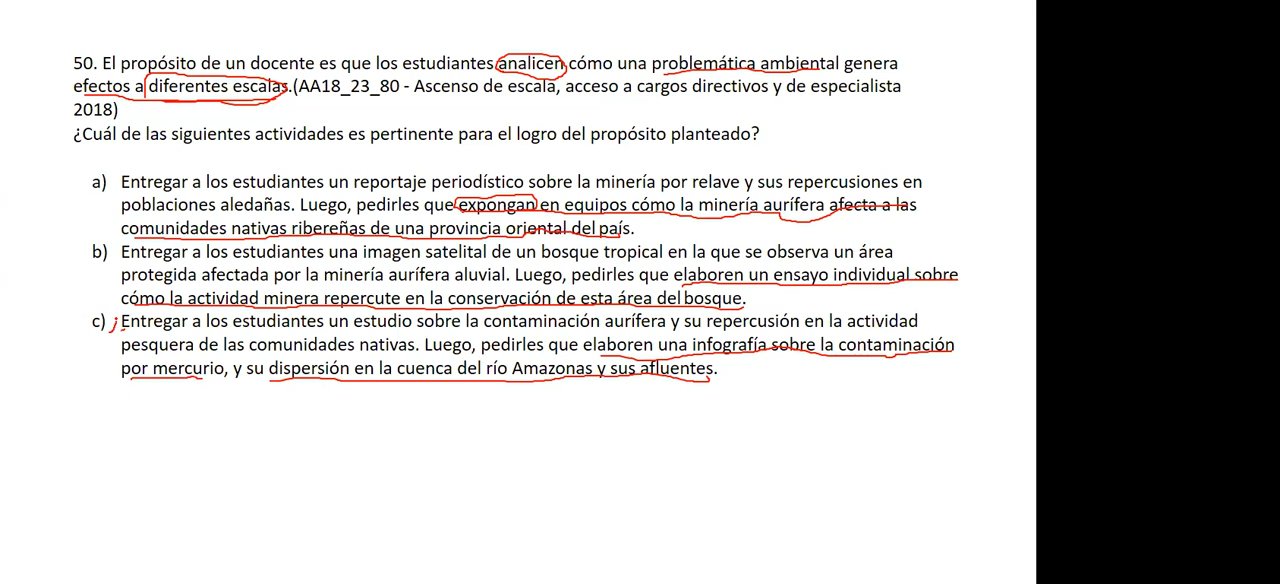 50. El propósito de un docente es que los estudiantes analicen cómo una problemática ambiental genera
efectos a diferentes escalas.(AA18_23_80 - Ascenso de escala, acceso a cargos directivos y de especialista
2018)
¿Cuál de las siguientes actividades es pertinente para el logro del propósito planteado?
a) Entregar a los estudiantes un reportaje periodístico sobre la minería por relave y sus repercusiones en
poblaciones aledañas. Luego, pedirles que expongan en equipos cómo la minería aurífera afecta a las
comunidades nativas ribereñas de una provincia oriental del país.
b) Entregar a los estudiantes una imagen satelital de un bosque tropical en la que se observa un área
protegida afectada por la minería aurífera aluvial. Luego, pedirles que elaboren un ensayo individual sobre
cómo la actividad minera repercute en la conservación de esta área del bosque.
c) Entregar a los estudiantes un estudio sobre la contaminación aurífera y su repercusión en la actividad
pesquera de las comunidades nativas. Luego, pedirles que elaboren una infografía sobre la contaminación
por mercurio, y su dispersión en la cuenca del río Amazonas y sus afluentes.